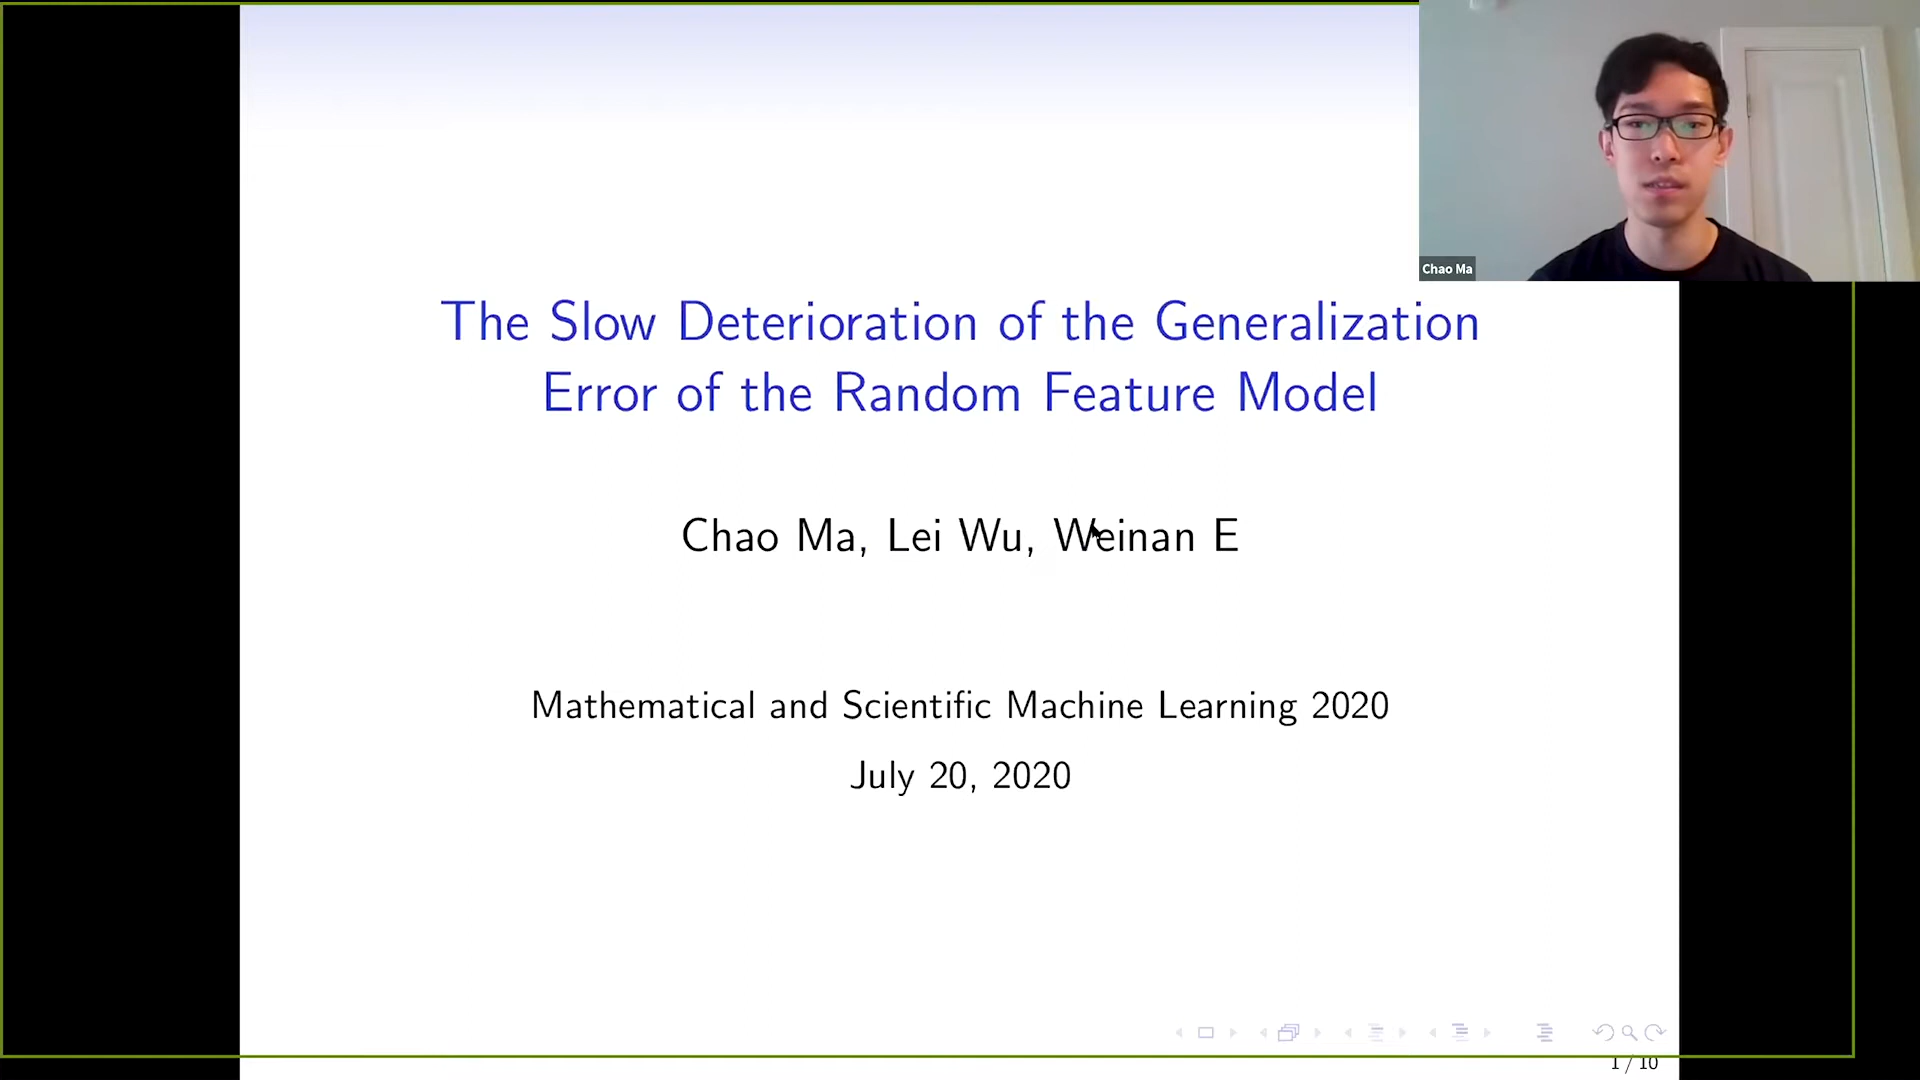 Chao Ma
The Slow Deterioration of the Generalization
Error of the Random Feature Model
Chao Ma, Lei Wu, Weinan E
Mathematical and Scientific Machine Learning 2020
July 20, 2020
1 / 10